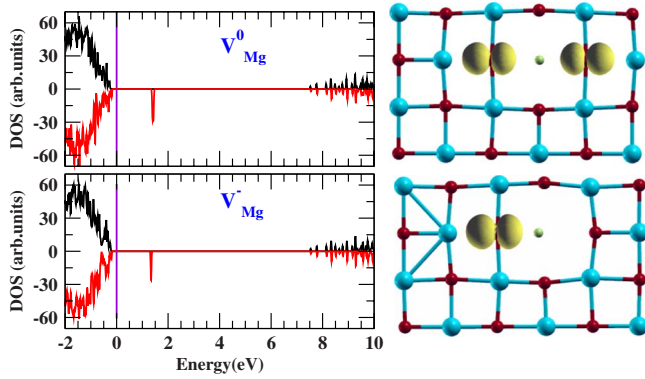 60
30
0
-30
-60
DOS (arb.units)
V⁰Mg
60
30
0
-30
-60
DOS (arb.units)
V⁻Mg
-2 0 2 4 6 8 10
Energy(eV)